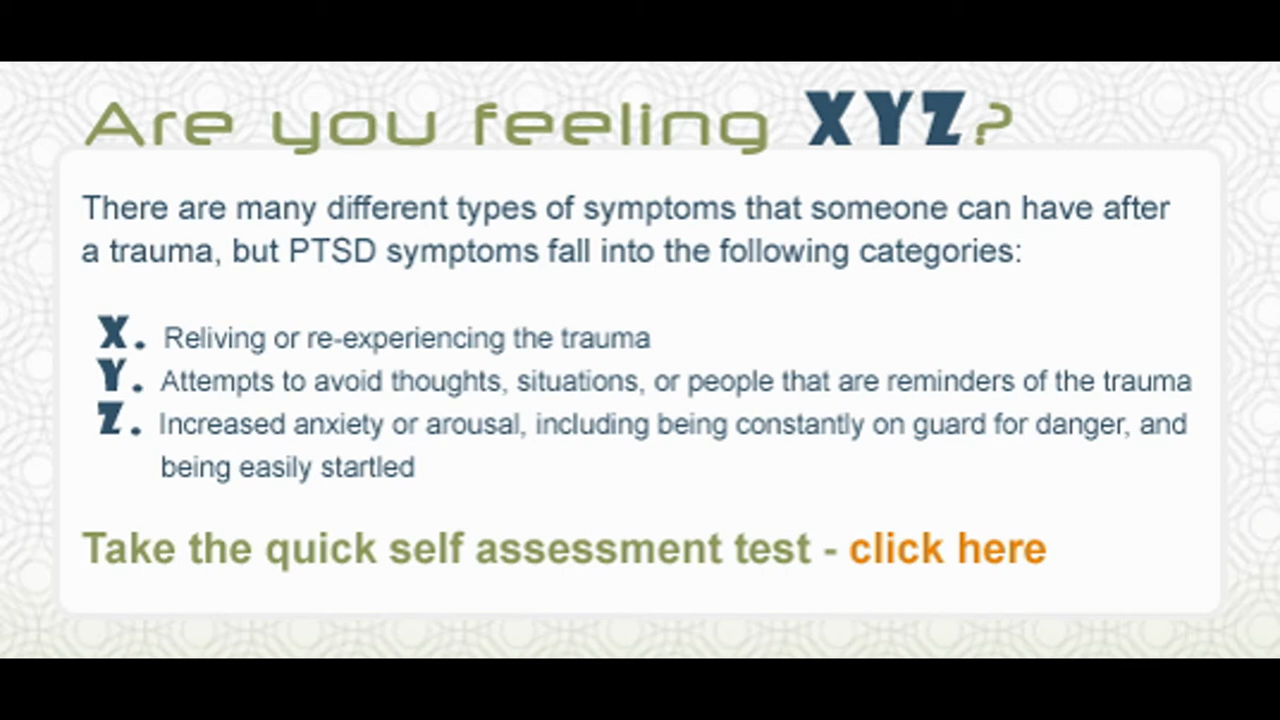 Are you feeling XYZ?
There are many different types of symptoms that someone can have after
a trauma, but PTSD symptoms fall into the following categories:
X. Reliving or re-experiencing the trauma
Y. Attempts to avoid thoughts, situations, or people that are reminders of the trauma
Z. Increased anxiety or arousal, including being constantly on guard for danger, and
being easily startled
Take the quick self assessment test - click here